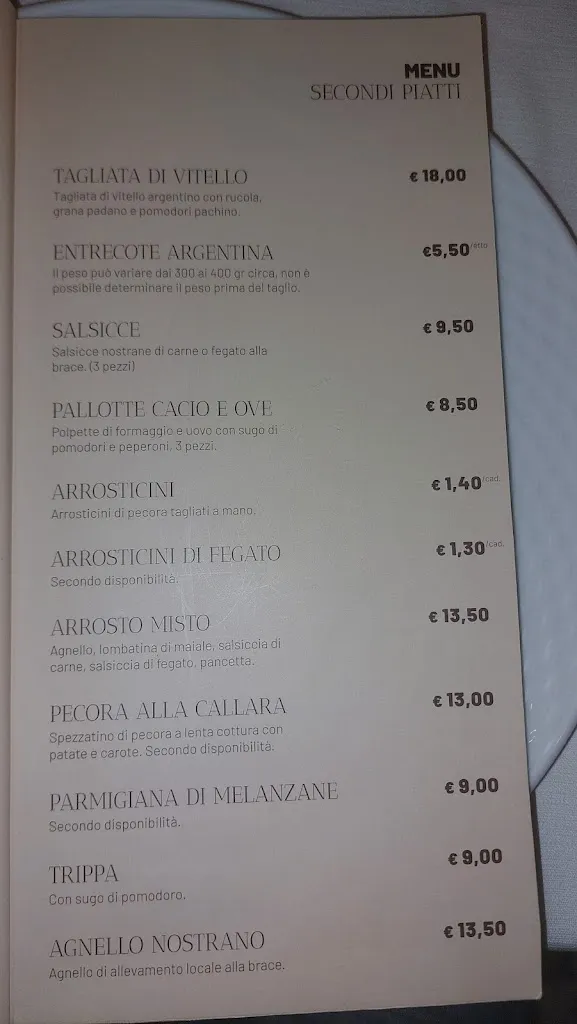 MENU
SECONDI PIATTI
TAGLIATA DI VITELLO € 18,00
Tagliata di vitello argentino con rucola,
grana padano e pomodori pachino.
ENTRECOTE ARGENTINA €5,50/etto
Il peso può variare dai 300 ai 400 gr circa, non è
possibile determinare il peso prima del taglio.
SALSICCE € 9,50
Salsicce nostrane di carne o fegato alla
brace. (3 pezzi)
PALLOTTE CACIO E OVE € 8,50
Polpette di formaggio e uovo con sugo di
pomodori e peperoni, 3 pezzi.
ARROSTICINI € 1,40/cad.
Arrosticini di pecora tagliati a mano.
ARROSTICINI DI FEGATO € 1,30/cad.
Secondo disponibilità.
ARROSTO MISTO € 13,50
Agnello, lombatina di maiale, salsiccia di
carne, salsiccia di fegato, pancetta.
PECORA ALLA CALLARA € 13,00
Spezzatino di pecora a lenta cottura con
patate e carote. Secondo disponibilità.
PARMIGIANA DI MELANZANE € 9,00
Secondo disponibilità.
TRIPPA € 9,00
Con sugo di pomodoro.
AGNELLO NOSTRANO € 13,50
Agnello di allevamento locale alla brace.